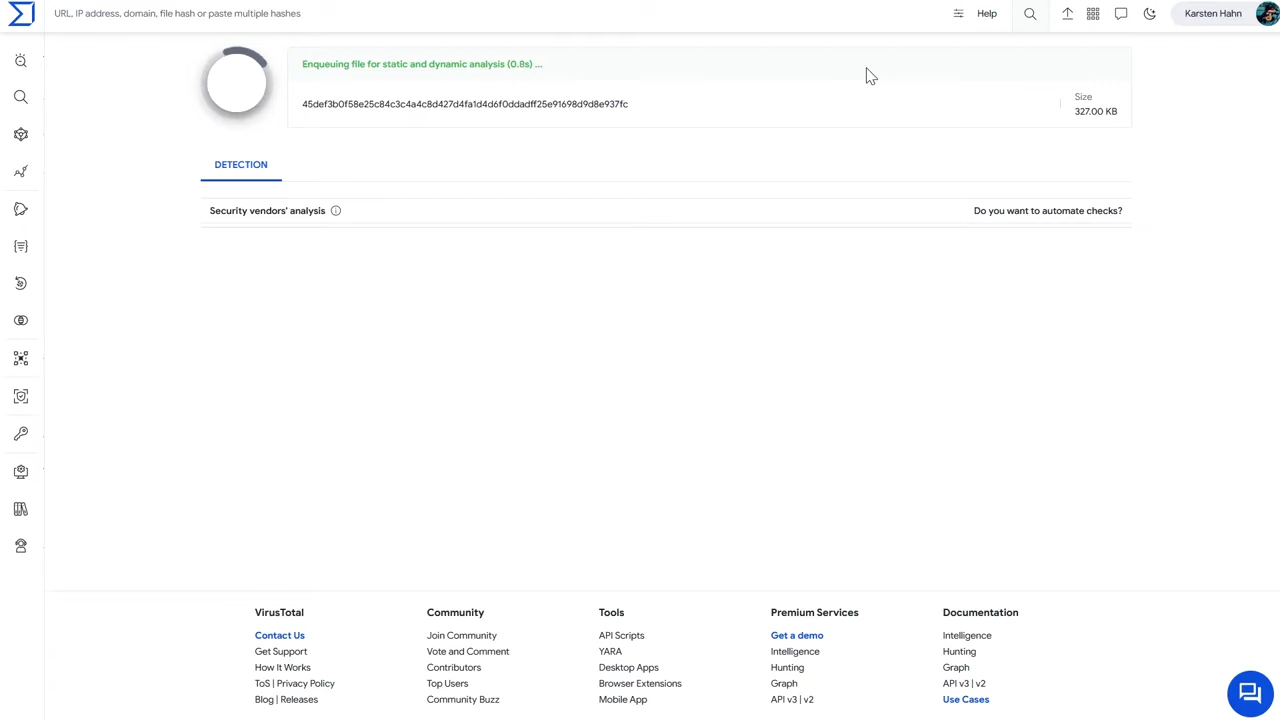 URL, IP address, domain, file hash or paste multiple hashes
Help
Karsten Hahn
Enqueuing file for static and dynamic analysis (0.8s) ...
45def3b0f58e25c84c3c4a4c8d427d4fa1d4d6f0ddadff25e91698d9d8e937fc
Size
327.00 KB
DETECTION
Security vendors' analysis
Do you want to automate checks?
VirusTotal
Contact Us
Get Support
How It Works
ToS | Privacy Policy
Blog | Releases
Community
Join Community
Vote and Comment
Contributors
Top Users
Community Buzz
Tools
API Scripts
YARA
Desktop Apps
Browser Extensions
Mobile App
Premium Services
Get a demo
Intelligence
Hunting
Graph
API v3 | v2
Documentation
Intelligence
Hunting
Graph
API v3 | v2
Use Cases